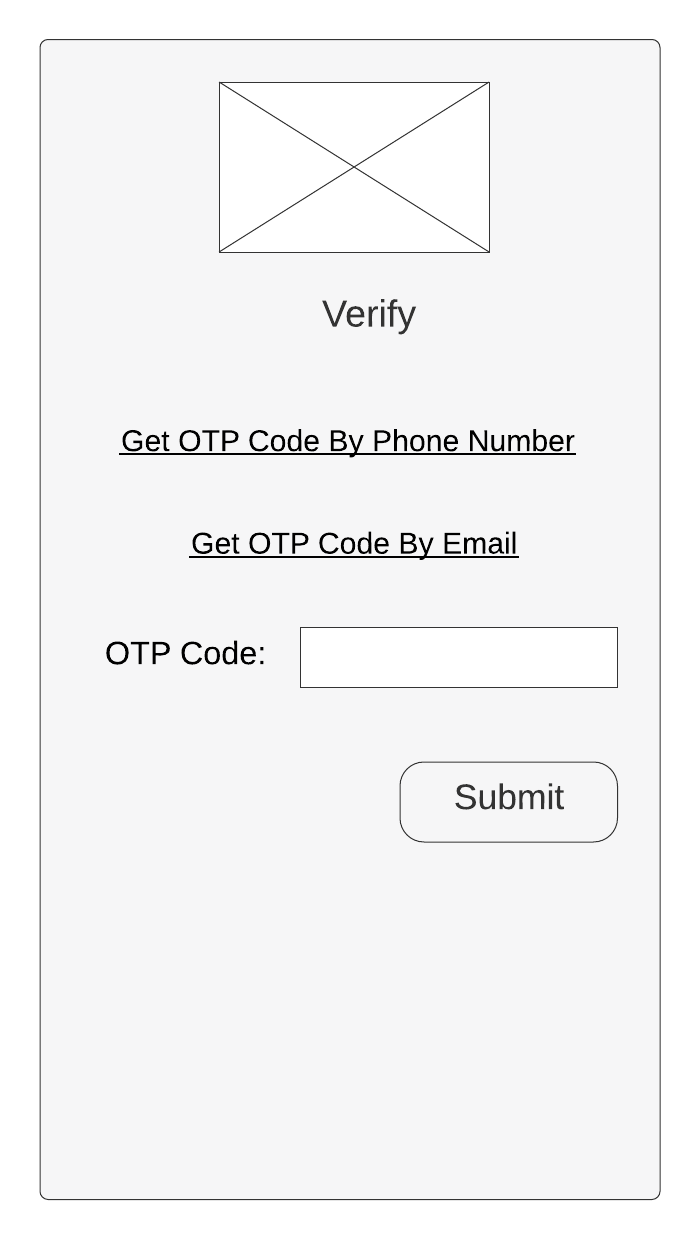 Verify
Get OTP Code By Phone Number
Get OTP Code By Email
OTP Code:
Submit